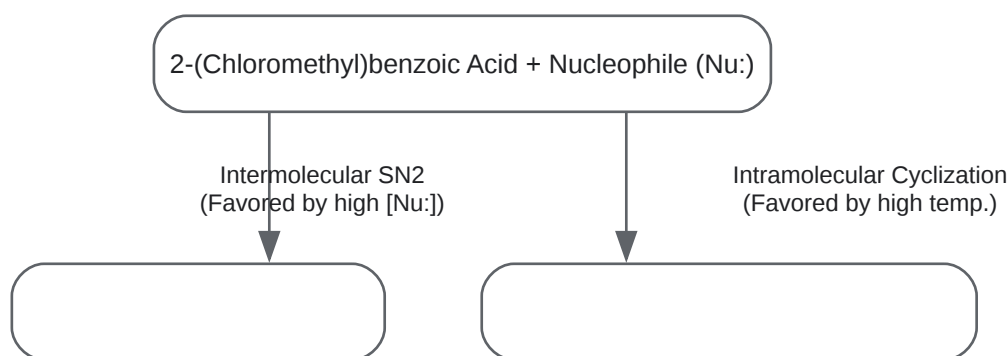 2-(Chloromethyl)benzoic Acid + Nucleophile (Nu:)
Intermolecular SN2
(Favored by high [Nu:])
Intramolecular Cyclization
(Favored by high temp.)